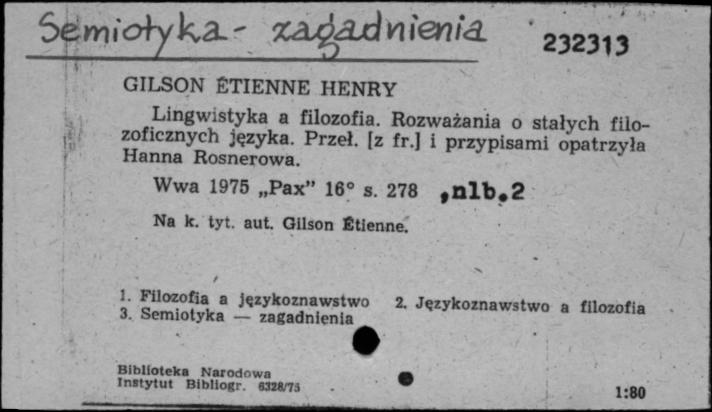 Semiotyka - zagadnienia
232313
GILSON ÉTIENNE HENRY
Lingwistyka a filozofia. Rozważania o stałych filo-
zoficznych języka. Przeł. [z fr.] i przypisami opatrzyła
Hanna Rosnerowa.
Wwa 1975 „Pax” 16° s. 278 ,nlb.2
Na k. tyt. aut. Gilson Étienne.
1. Filozofia a językoznawstwo 2. Językoznawstwo a filozofia
3. Semiotyka — zagadnienia
Biblioteka Narodowa
Instytut Bibliogr. 6328/75
1:80